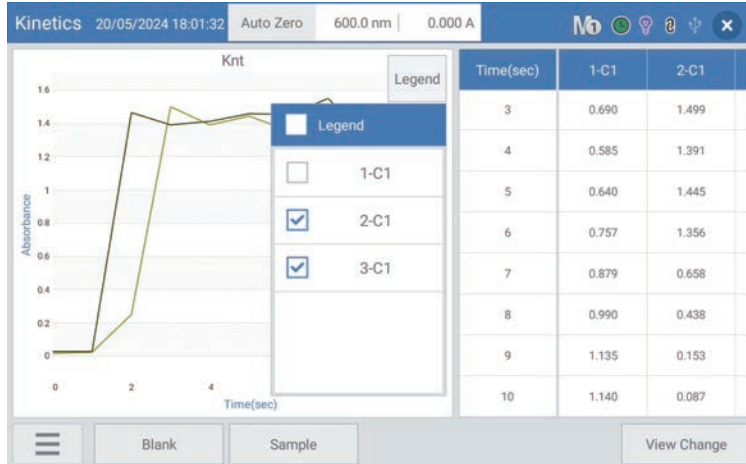 Kinetics 20/05/2024 18:01:32 Auto Zero 600.0 nm 0.000 A M1
Knt
Legend
1.6
1.4
1.2
1
0.8
0.6
0.4
0.2
0
Absorbance
0 2 4
Time(sec)
Legend
1-C1
2-C1
3-C1
Time(sec) 1-C1 2-C1
3 0.690 1.499
4 0.585 1.391
5 0.640 1.445
6 0.757 1.356
7 0.879 0.658
8 0.990 0.438
9 1.135 0.153
10 1.140 0.087
Blank Sample View Change